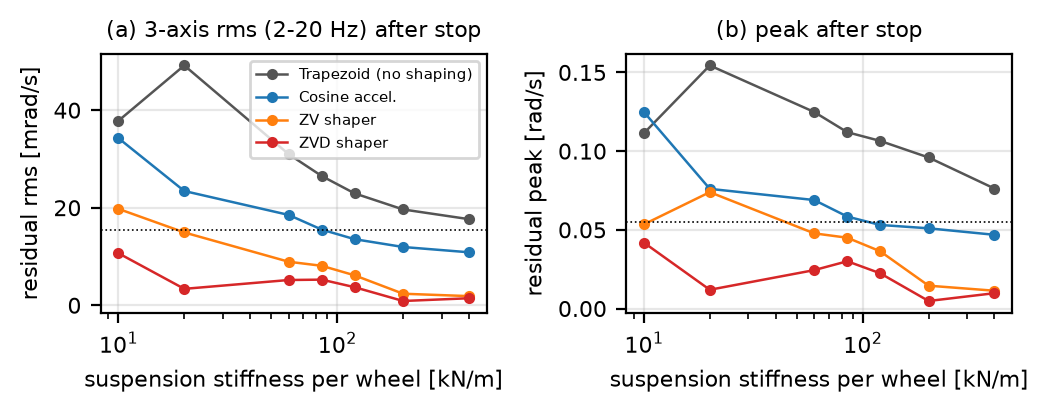 (a) 3-axis rms (2-20 Hz) after stop
residual rms [mrad/s]
40
20
0
Trapezoid (no shaping)
Cosine accel.
ZV shaper
ZVD shaper
10¹
10²
suspension stiffness per wheel [kN/m]
(b) peak after stop
residual peak [rad/s]
0.15
0.10
0.05
0.00
10¹
10²
suspension stiffness per wheel [kN/m]